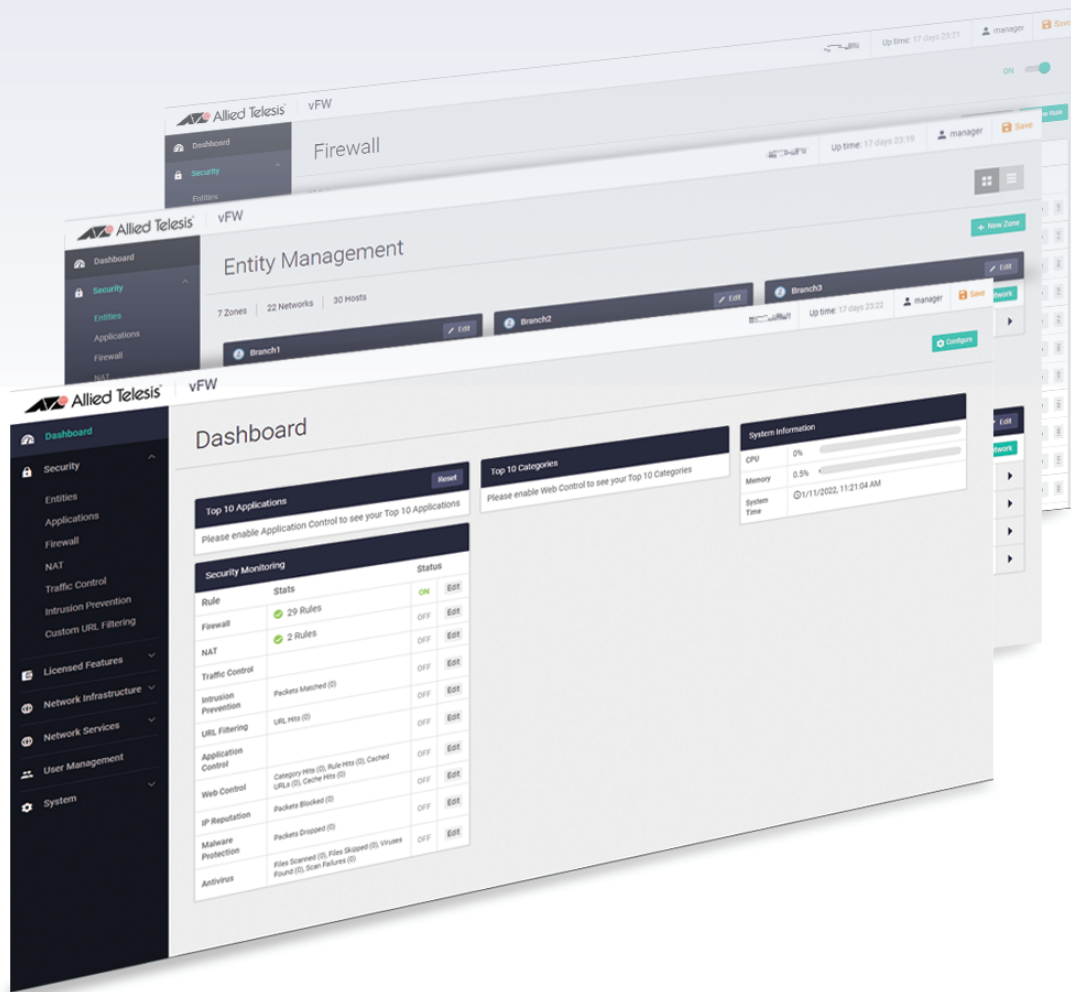 Up time: 17 days 23:21
manager
Save
Allied Telesis
vFW
ON
Dashboard
Firewall
Security
Entities
Up time: 17 days 23:19
manager
Save
Allied Telesis
vFW
Dashboard
Entity Management
+ New Zone
Security
7 Zones
22 Networks
30 Hosts
Entities
Applications
Firewall
NAT
Branch1
Edit
Branch2
Edit
Branch3
Edit
Up time: 17 days 23:22
manager
Save
Allied Telesis
vFW
Configure
Dashboard
Security
Entities
Applications
Firewall
NAT
Traffic Control
Intrusion Prevention
Custom URL Filtering
Licensed Features
Network Infrastructure
Network Services
User Management
System
Dashboard
Top 10 Applications
Reset
Please enable Application Control to see your Top 10 Applications
Top 10 Categories
Please enable Web Control to see your Top 10 Categories
System Information
CPU 0%
Memory 0.5%
System Time 1/11/2022, 11:21:04 AM
Security Monitoring
Rule Stats Status
Firewall 29 Rules ON Edit
NAT 2 Rules OFF Edit
Traffic Control OFF Edit
Intrusion Prevention Packets Matched (0) OFF Edit
URL Filtering URL Hits (0) OFF Edit
Application Control OFF Edit
Web Control Category Hits (0), Rule Hits (0), Cached URLs (0), Cache Hits (0) OFF Edit
IP Reputation Packets Blocked (0) OFF Edit
Malware Protection Packets Dropped (0) OFF Edit
Antivirus Files Scanned (0), Files Skipped (0), Viruses Found (0), Scan Failures (0) OFF Edit
Edit